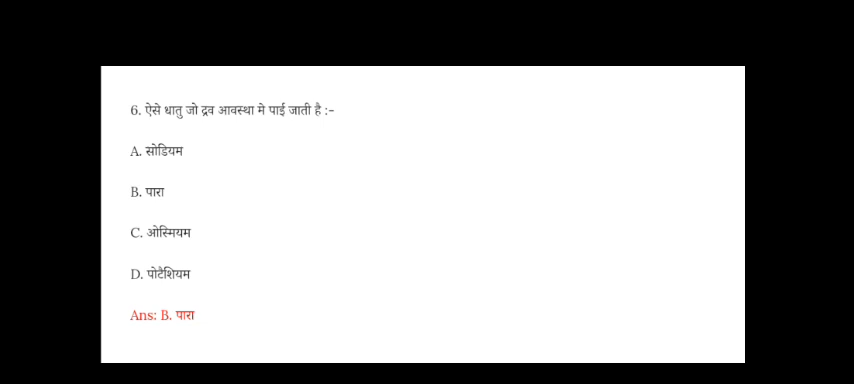 6. ऐसे धातु जो द्रव आवस्था मे पाई जाती है :-
A. सोडियम
B. पारा
C. ओस्मियम
D. पोटैशियम
Ans: B. पारा